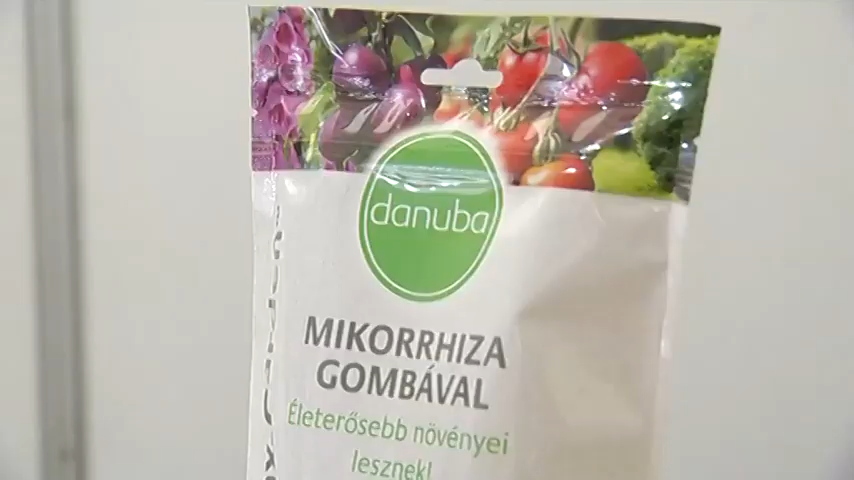 danuba
MIKORRHIZA
GOMBÁVAL
Életerősebb növényei
lesznek!